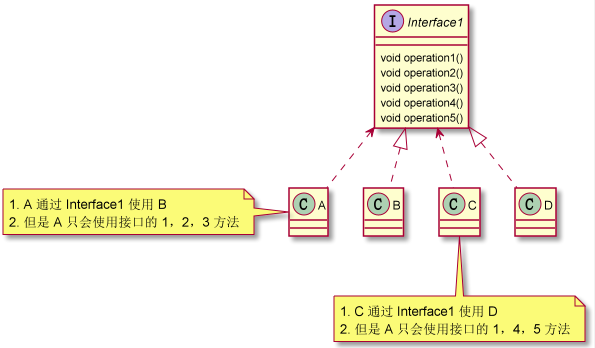 I Interface1
void operation1()
void operation2()
void operation3()
void operation4()
void operation5()
1. A 通过 Interface1 使用 B
2. 但是 A 只会使用接口的 1，2，3 方法
C A
C B
C C
C D
1. C 通过 Interface1 使用 D
2. 但是 A 只会使用接口的 1，4，5 方法